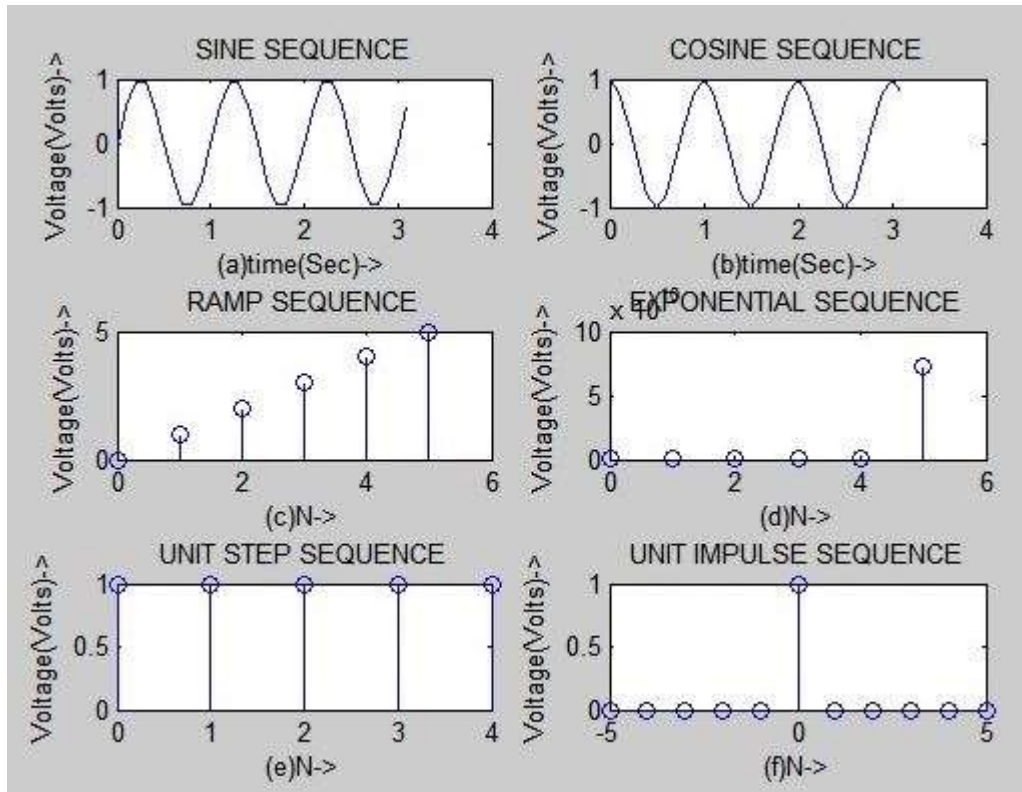 SINE SEQUENCE
Voltage(Volts)->
1
0
-1
0 1 2 3 4
(a)time(Sec)->
COSINE SEQUENCE
Voltage(Volts)->
1
0
-1
0 1 2 3 4
(b)time(Sec)->
RAMP SEQUENCE
Voltage(Volts)->
5
0
0 2 4 6
(c)N->
EXPONENTIAL SEQUENCE
x 10
Voltage(Volts)->
10
5
0
0 2 4 6
(d)N->
UNIT STEP SEQUENCE
Voltage(Volts)->
1
0.5
0
0 1 2 3 4
(e)N->
UNIT IMPULSE SEQUENCE
Voltage(Volts)->
1
0.5
0
-5 0 5
(f)N->